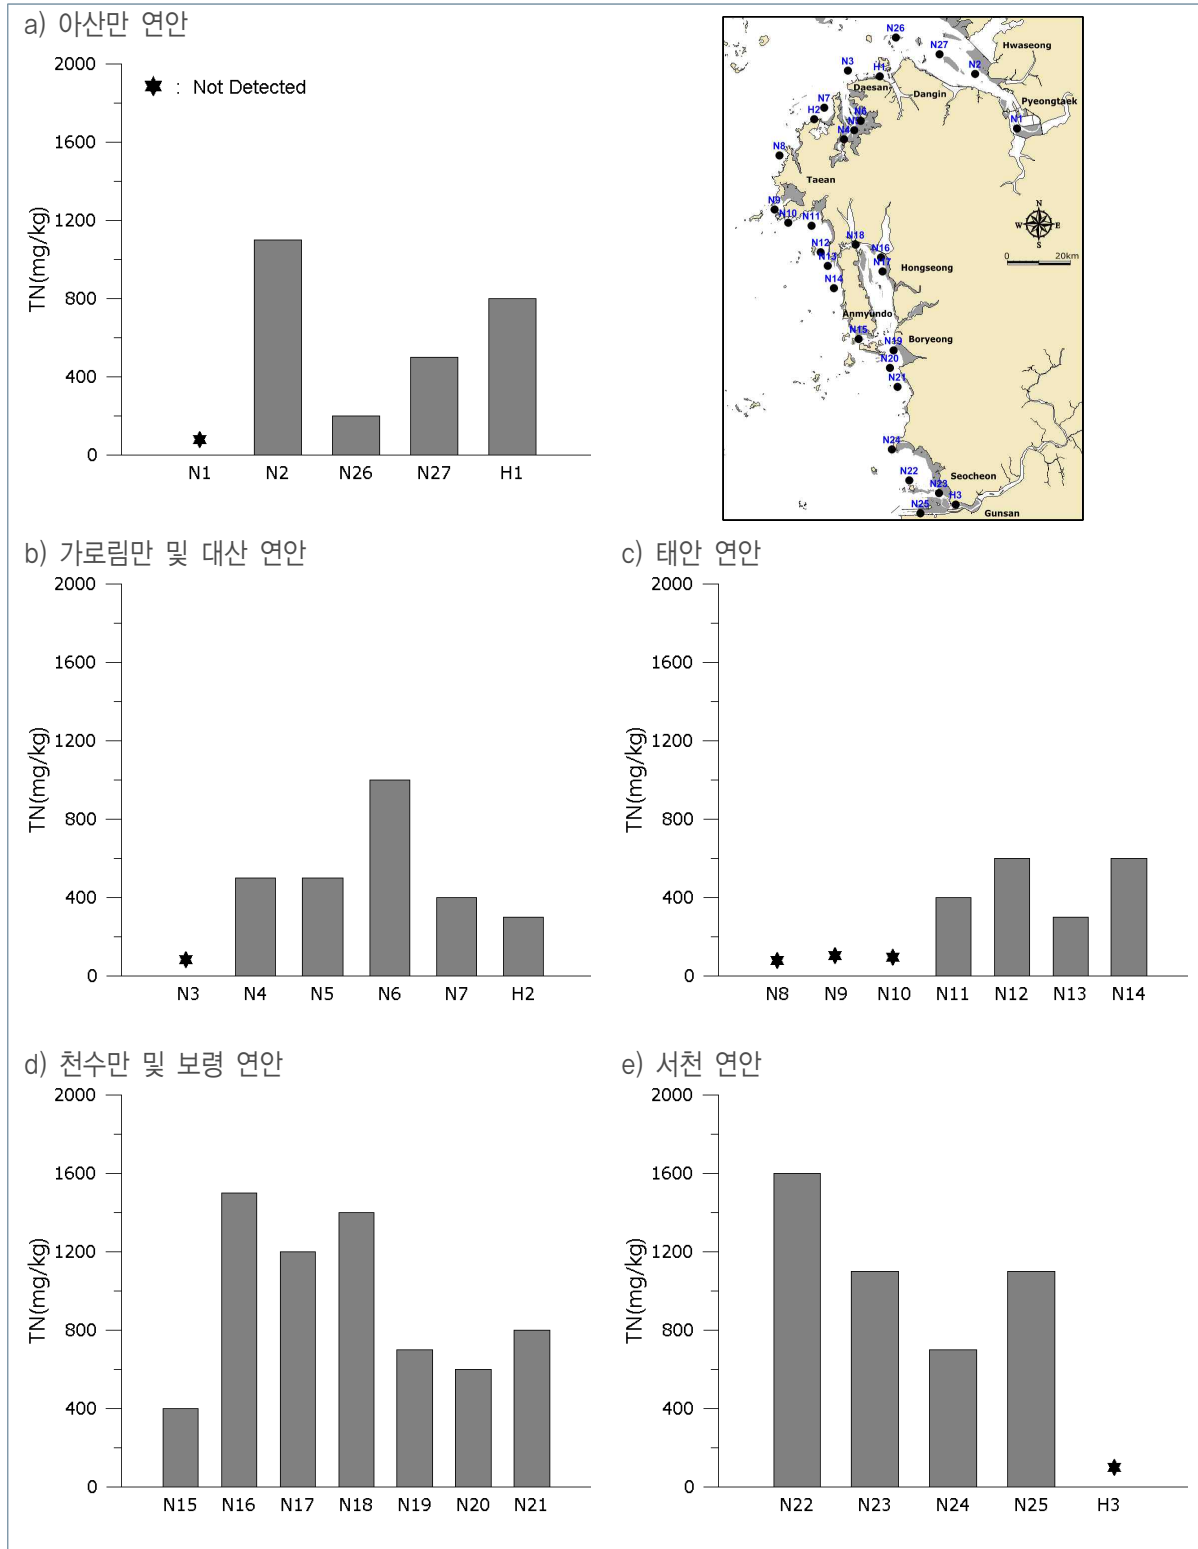 a) 아산만 연안
2000
1600
1200
800
400
0
TN(mg/kg)
: Not Detected
N1 N2 N26 N27 H1
N26
N27
Hwaseong
N3
H1
N2
Daesan
Dangin
Pyeongtaek
N7
H2
N6
N5
N4
N1
N8
Taean
N9
N10
N11
N
W E
S
N18
N12
N16
N13
N17
Hongseong
0 20km
N14
Anmyundo
N15
N19
Boryeong
N20
N21
N24
N22
Seocheon
N23
H3
N25
Gunsan
b) 가로림만 및 대산 연안
2000
1600
1200
800
400
0
TN(mg/kg)
N3 N4 N5 N6 N7 H2
c) 태안 연안
2000
1600
1200
800
400
0
TN(mg/kg)
N8 N9 N10 N11 N12 N13 N14
d) 천수만 및 보령 연안
2000
1600
1200
800
400
0
TN(mg/kg)
N15 N16 N17 N18 N19 N20 N21
e) 서천 연안
2000
1600
1200
800
400
0
TN(mg/kg)
N22 N23 N24 N25 H3